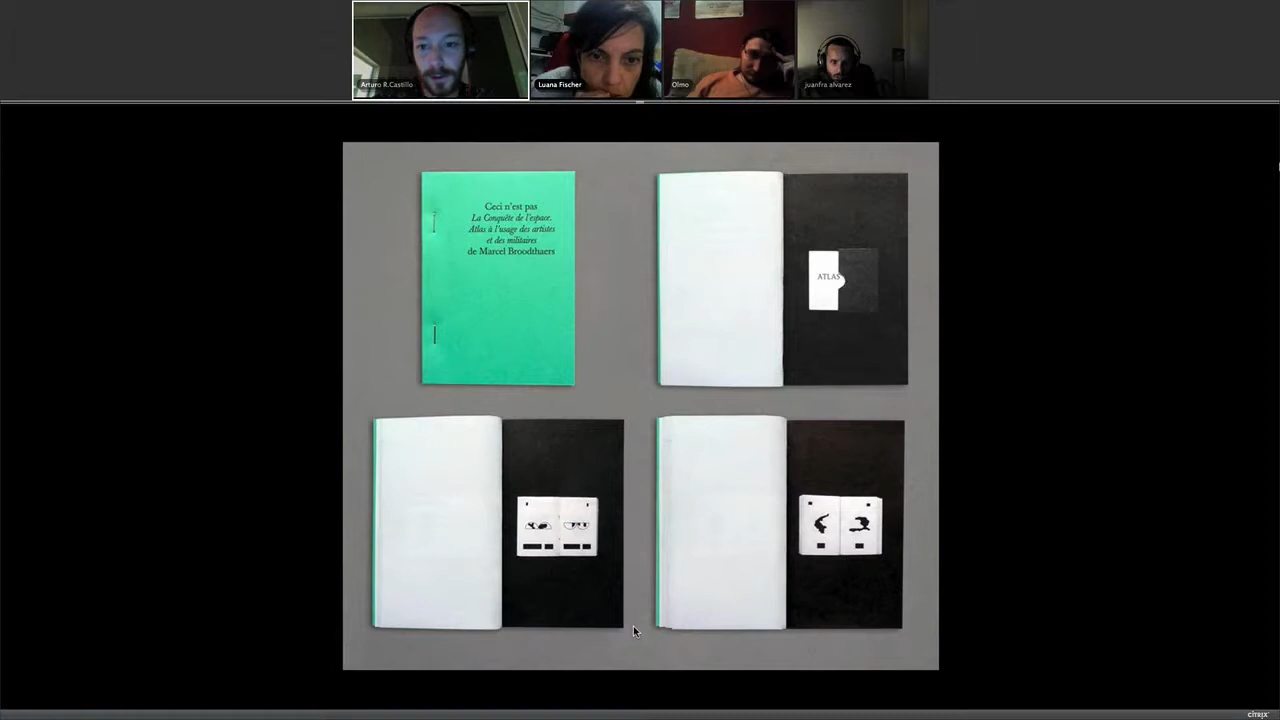 Arturo R.Castillo
Luana Fischer
Olmo
juanfra alvarez
Ceci n'est pas
La Conquête de l'espace.
Atlas à l'usage des artistes
et des militaires
de Marcel Broodthaers
ATLAS
CITRIX